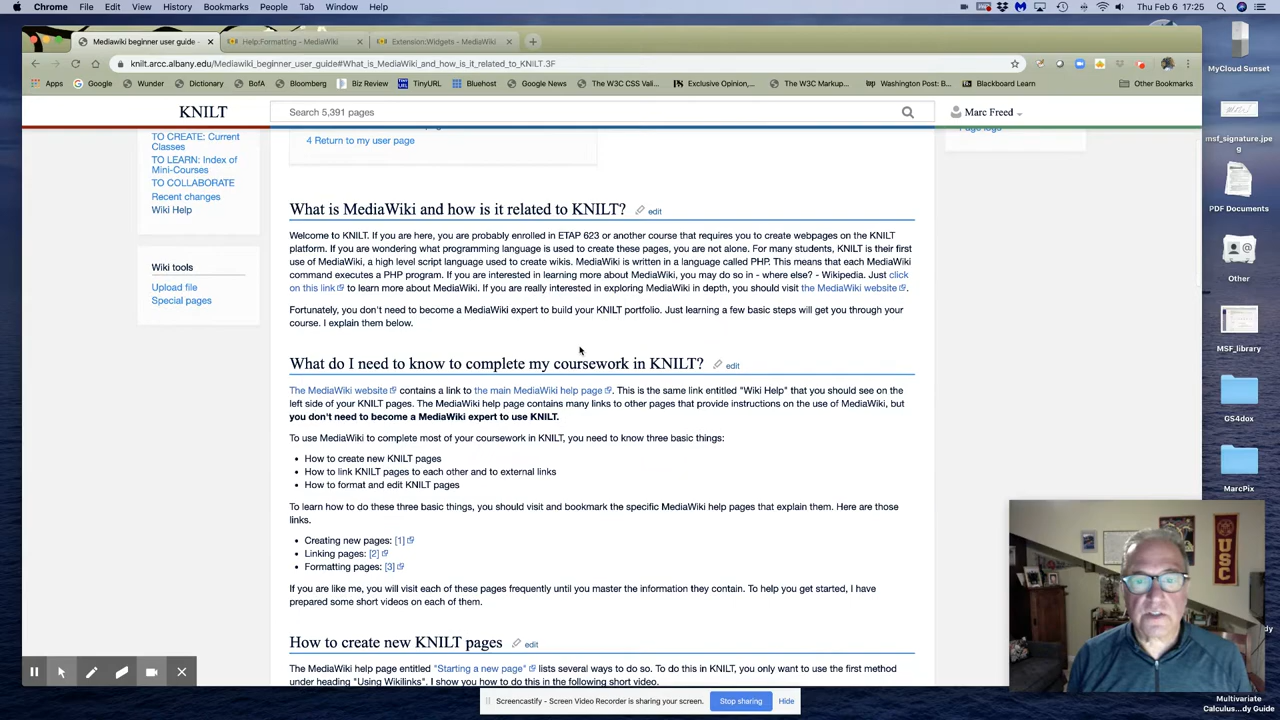 Chrome File Edit View History Bookmarks People Tab Window Help Thu Feb 6 17:25
Mediawiki beginner user guide - × Help:Formatting - MediaWiki × Extension:Widgets - MediaWiki × +
knilt.arcc.albany.edu/Mediawiki_beginner_user_guide#What_is_MediaWiki_and_how_is_it_related_to_KNILT.3F
Apps Google Wunder Dictionary BofA Bloomberg Biz Review TinyURL Bluehost Google News The W3C CSS Vali... Exclusive Opinion,... The W3C Markup... Washington Post:... Blackboard Learn Other Bookmarks
KNILT Search 5,391 pages Marc Freed
4 Return to my user page
TO CREATE: Current
Classes
TO LEARN: Index of
Mini-Courses
TO COLLABORATE
Recent changes
Wiki Help
Wiki tools
Upload file
Special pages
What is MediaWiki and how is it related to KNILT? edit
Welcome to KNILT. If you are here, you are probably enrolled in ETAP 623 or another course that requires you to create webpages on the KNILT
platform. If you are wondering what programming language is used to create these pages, you are not alone. For many students, KNILT is their first
use of MediaWiki, a high level script language used to create wikis. MediaWiki is written in a language called PHP. This means that each MediaWiki
command executes a PHP program. If you are interested in learning more about MediaWiki, you may do so in - where else? - Wikipedia. Just click
on this link to learn more about MediaWiki. If you are really interested in exploring MediaWiki in depth, you should visit the MediaWiki website.
Fortunately, you don't need to become a MediaWiki expert to build your KNILT portfolio. Just learning a few basic steps will get you through your
course. I explain them below.
What do I need to know to complete my coursework in KNILT? edit
The MediaWiki website contains a link to the main MediaWiki help page. This is the same link entitled "Wiki Help" that you should see on the
left side of your KNILT pages. The MediaWiki help page contains many links to other pages that provide instructions on the use of MediaWiki, but
you don't need to become a MediaWiki expert to use KNILT.
To use MediaWiki to complete most of your coursework in KNILT, you need to know three basic things:
• How to create new KNILT pages
• How to link KNILT pages to each other and to external links
• How to format and edit KNILT pages
To learn how to do these three basic things, you should visit and bookmark the specific MediaWiki help pages that explain them. Here are those
links.
• Creating new pages: [1]
• Linking pages: [2]
• Formatting pages: [3]
If you are like me, you will visit each of these pages frequently until you master the information they contain. To help you get started, I have
prepared some short videos on each of them.
How to create new KNILT pages edit
The MediaWiki help page entitled "Starting a new page" lists several ways to do so. To do this in KNILT, you only want to use the first method
under heading "Using Wikilinks". I show you how to do this in the following short video.
Screencastify - Screen Video Recorder is sharing your screen. Stop sharing Hide
MyCloud Sunset
msf_signature.jpe
g
PDF Documents
Other
MSF_library
GS4dox
MarcPix
USC
Multivariate
Calculus...dy Guide